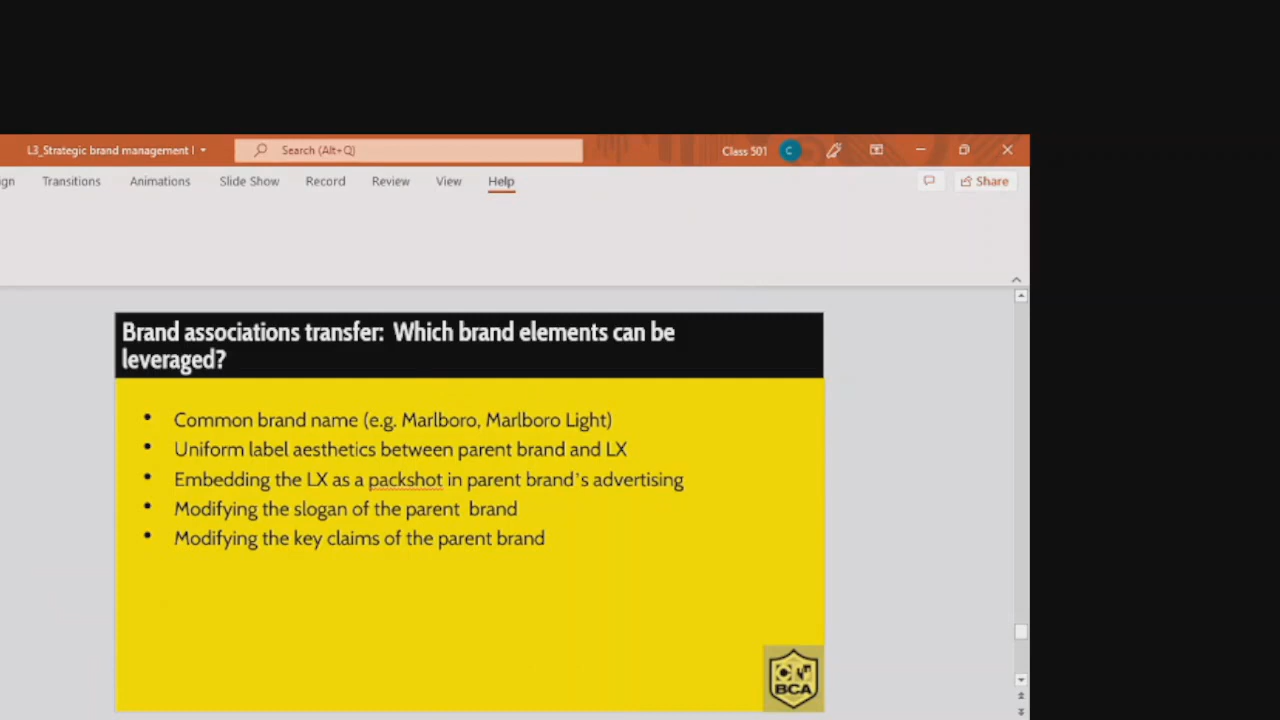 L3_Strategic brand management
Search (Alt+Q)
Class 501
C
gn
Transitions
Animations
Slide Show
Record
Review
View
Help
Share
Brand associations transfer: Which brand elements can be
leveraged?
• Common brand name (e.g. Marlboro, Marlboro Light)
• Uniform label aesthetics between parent brand and LX
• Embedding the LX as a packshot in parent brand's advertising
• Modifying the slogan of the parent brand
• Modifying the key claims of the parent brand
BCA